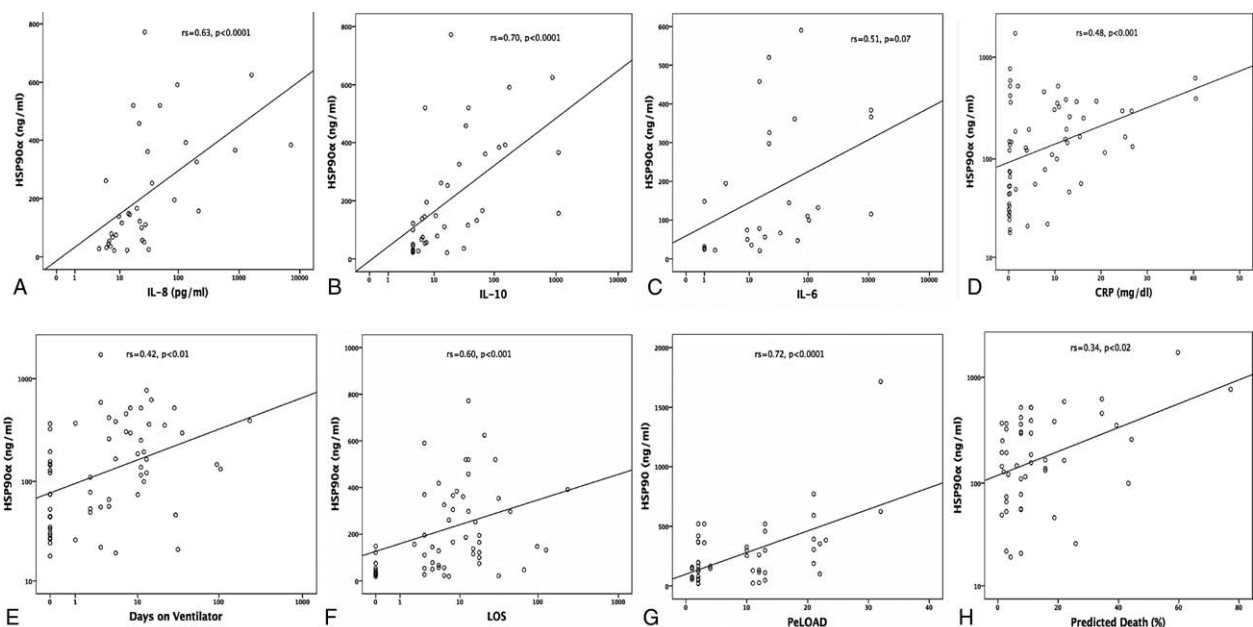 rs=0.63, p<0.0001
HSP90α (ng/ml)
800
600
400
200
0
0 1 10 100 1000 10000
A
IL-8 (pg/ml)
rs=0.70, p<0.0001
HSP90α (ng/ml)
800
600
400
200
0
0 1 10 100 1000 10000
B
IL-10
rs=0.51, p=0.07
HSP90α (ng/ml)
600
500
400
300
200
100
0
0 1 10 100 1000 10000
C
IL-6
rs=0.48, p<0.001
HSP90α (ng/ml)
1000
100
10
0 10 20 30 40 50
D
CRP (mg/dl)
rs=0.42, p<0.01
HSP90α (ng/ml)
1000
100
10
0 1 10 100 1000
E
Days on Ventilator
rs=0.60, p<0.001
HSP90α (ng/ml)
1000
800
600
400
200
0
0 1 10 100 1000
F
LOS
rs=0.72, p<0.0001
HSP90 (ng/ml)
2000
1500
1000
500
0
0 10 20 30 40
G
PeLOAD
rs=0.34, p<0.02
HSP90α (ng/ml)
1000
100
10
0 20 40 60 80
H
Predicted Death (%)